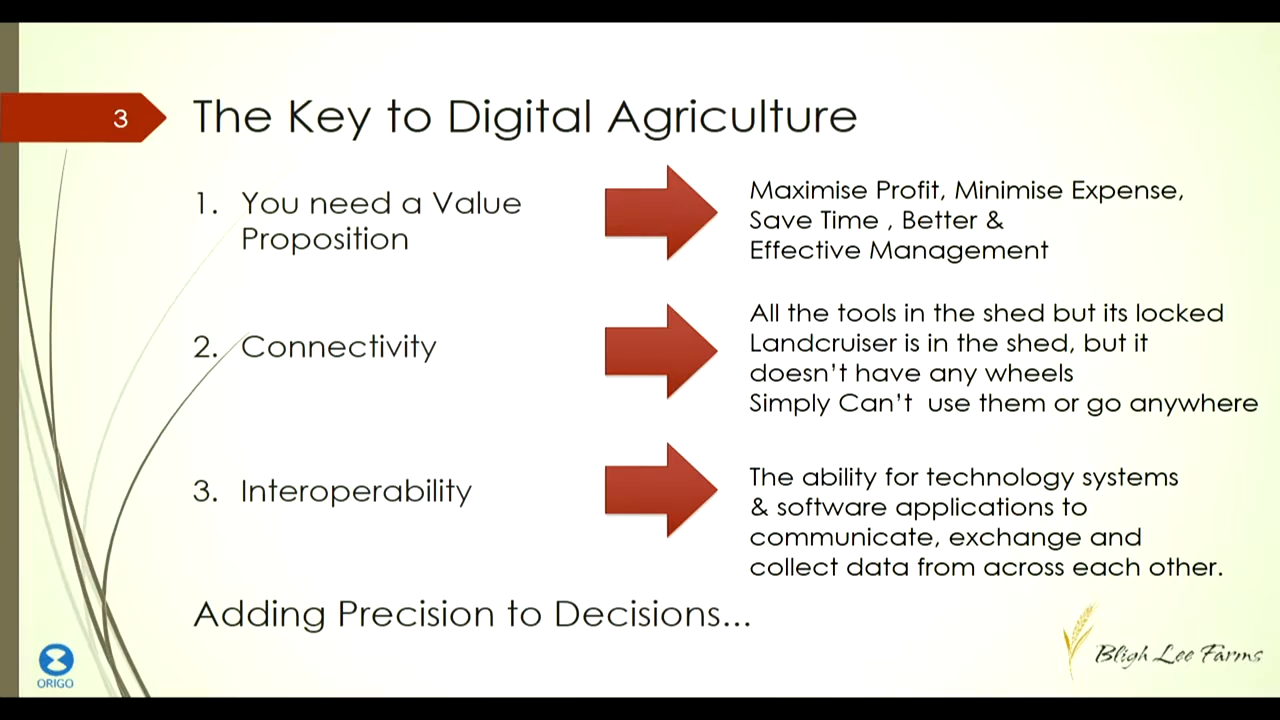 3
The Key to Digital Agriculture
1. You need a Value
Proposition
Maximise Profit, Minimise Expense,
Save Time , Better &
Effective Management
2. Connectivity
All the tools in the shed but its locked
Landcruiser is in the shed, but it
doesn't have any wheels
Simply Can't use them or go anywhere
3. Interoperability
The ability for technology systems
& software applications to
communicate, exchange and
collect data from across each other.
Adding Precision to Decisions...
ORIGO
Bligh Lee Farms